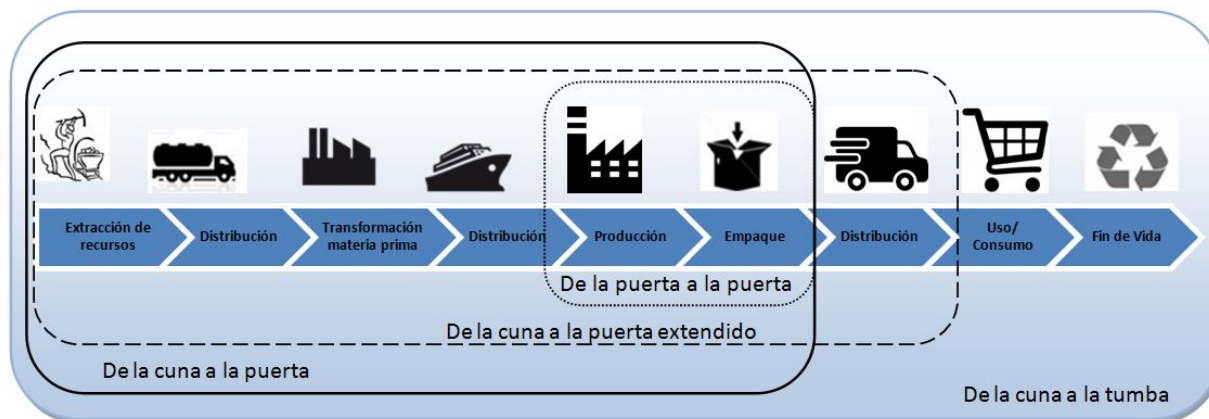 Extracción de
recursos
Distribución
Transformación
materia prima
Distribución
Producción
Empaque
Distribución
Uso/
Consumo
Fin de Vida
De la puerta a la puerta
De la cuna a la puerta extendido
De la cuna a la puerta
De la cuna a la tumba